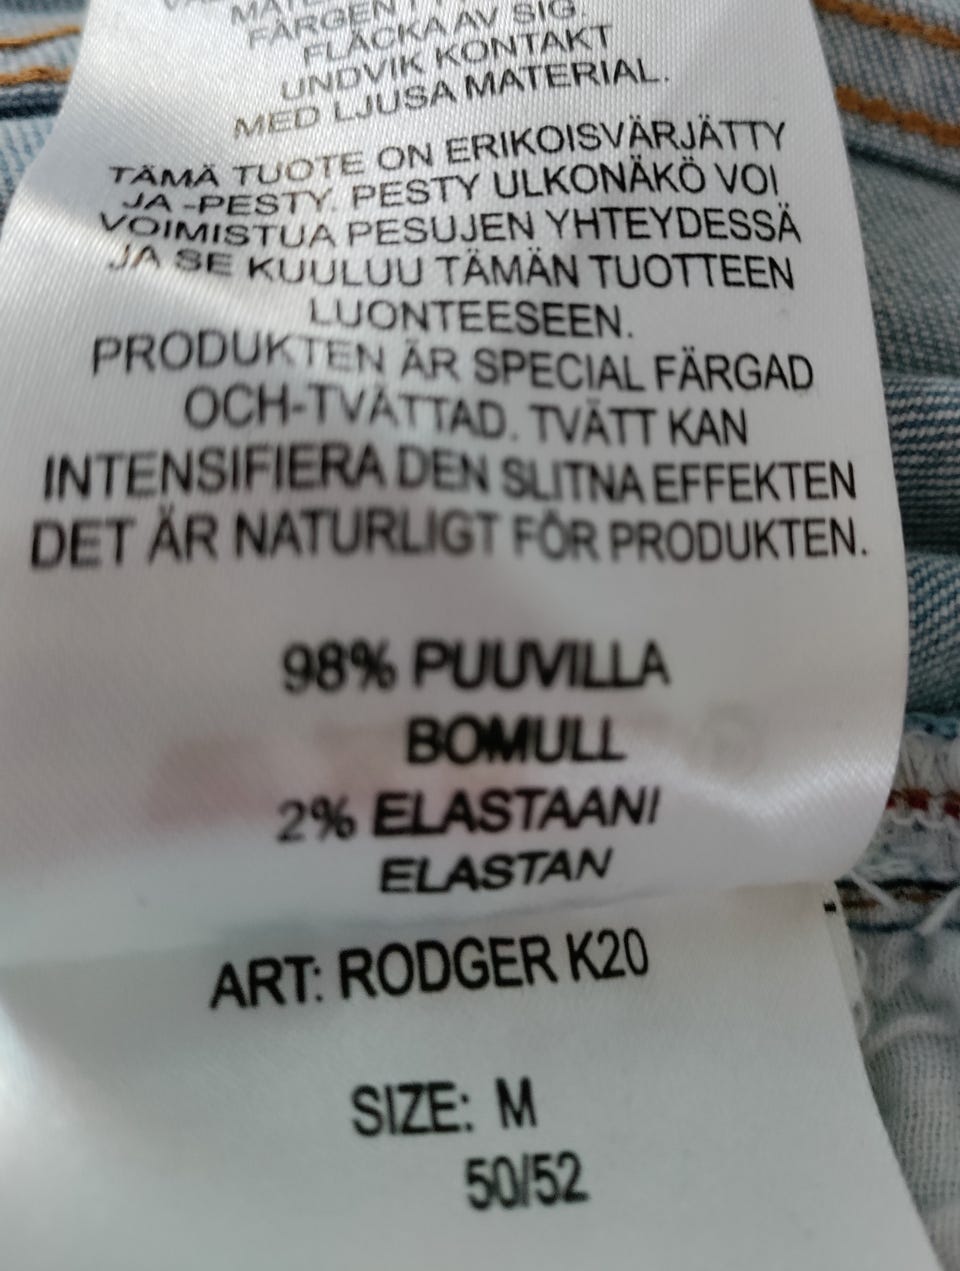 FÄRGEN
FLÄCKA AV SIG.
UNDVIK KONTAKT
MED LJUSA MATERIAL.
TÄMÄ TUOTE ON ERIKOISVÄRJÄTTY
JA -PESTY. PESTY ULKONÄKÖ VOI
VOIMISTUA PESUJEN YHTEYDESSÄ
JA SE KUULUU TÄMÄN TUOTTEEN
LUONTEESEEN.
PRODUKTEN ÄR SPECIAL FÄRGAD
OCH-TVÄTTAD. TVÄTT KAN
INTENSIFIERA DEN SLITNA EFFEKTEN
DET ÄR NATURLIGT FÖR PRODUKTEN.
98% PUUVILLA
BOMULL
2% ELASTAANI
ELASTAN
ART: RODGER K20
SIZE: M
50/52